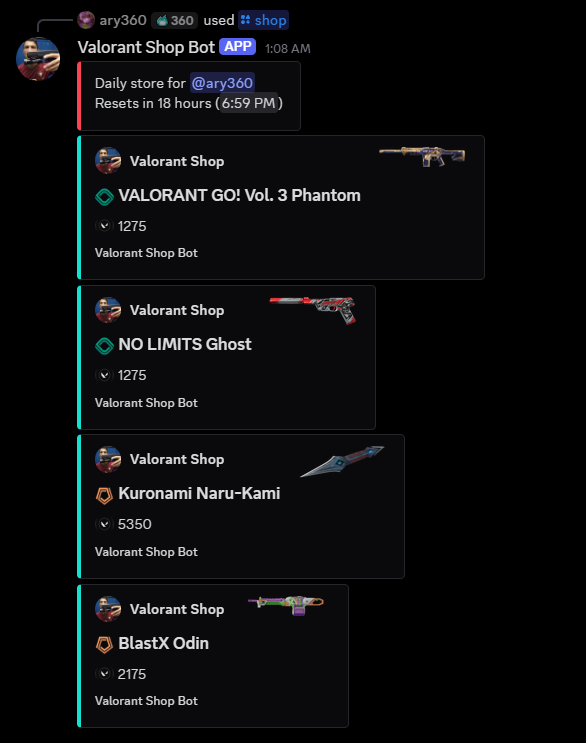 ary360 360 used shop
Valorant Shop Bot APP 1:08 AM
Daily store for @ary360
Resets in 18 hours (6:59 PM)
Valorant Shop
VALORANT GO! Vol. 3 Phantom
1275
Valorant Shop Bot
Valorant Shop
NO LIMITS Ghost
1275
Valorant Shop Bot
Valorant Shop
Kuronami Naru-Kami
5350
Valorant Shop Bot
Valorant Shop
BlastX Odin
2175
Valorant Shop Bot